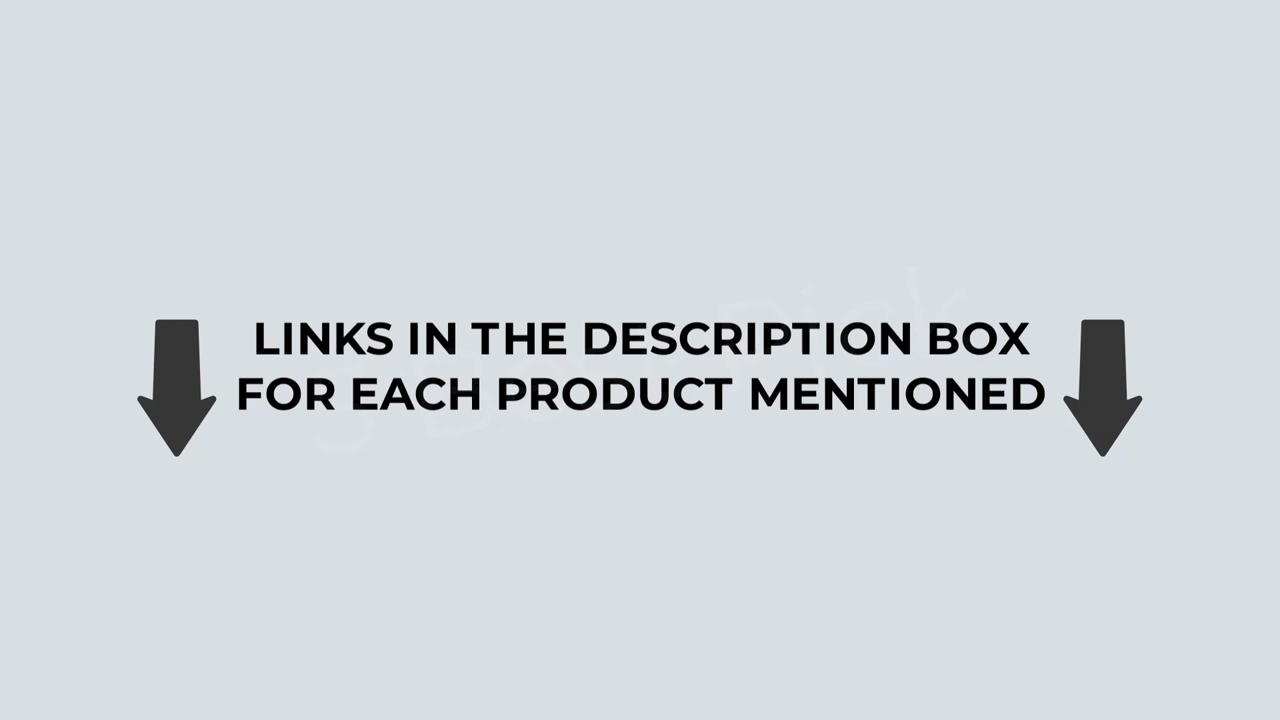 LINKS IN THE DESCRIPTION BOX
FOR EACH PRODUCT MENTIONED